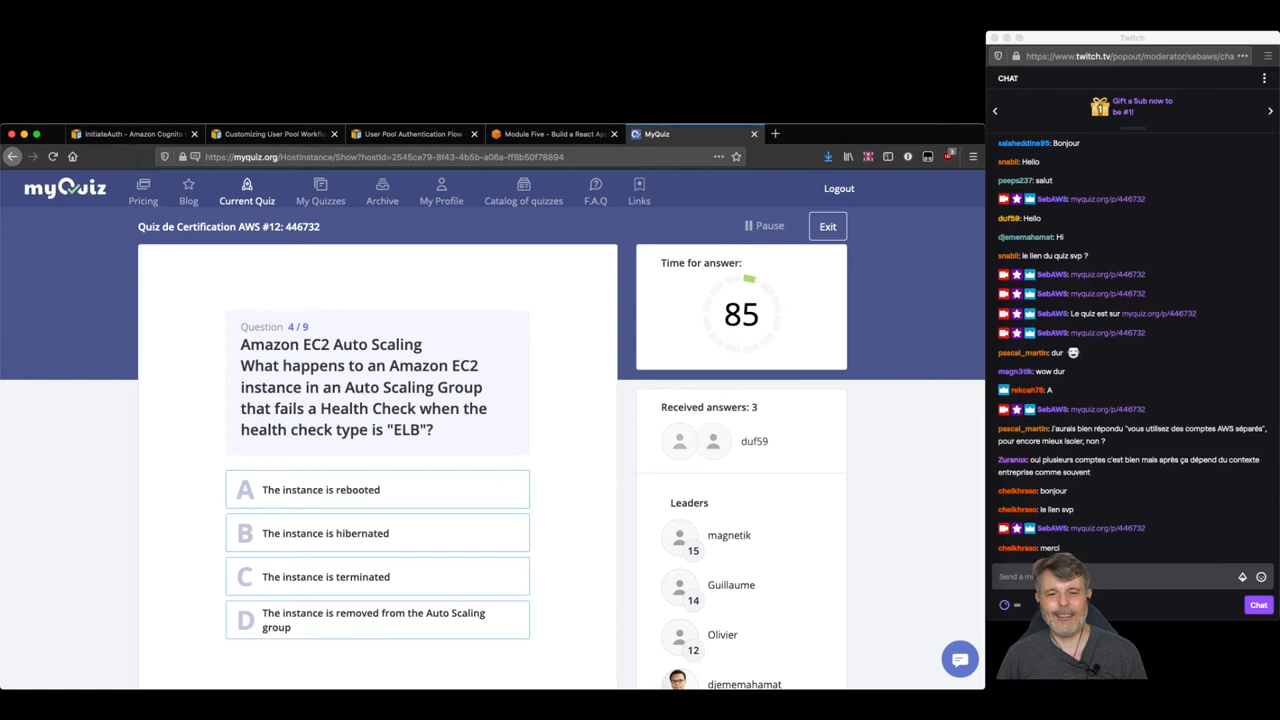 Twitch
https://www.twitch.tv/popout/moderator/sebaws/cha
CHAT
Gift a Sub now to
be #1!
1
InitiateAuth - Amazon Cognito
Customizing User Pool Workflo
User Pool Authentication Flow
Module Five - Build a React Ap
MyQuiz
https://myquiz.org/HostInstance/Show?hostId=2545ce79-8f43-4b5b-a06a-ff8b50f78894
3
myQuiz
Pricing
Blog
Current Quiz
My Quizzes
Archive
My Profile
Catalog of quizzes
F.A.Q
Links
Logout
Quiz de Certification AWS #12: 446732
Pause
Exit
Question 4 / 9
Amazon EC2 Auto Scaling
What happens to an Amazon EC2
instance in an Auto Scaling Group
that fails a Health Check when the
health check type is "ELB"?
A The instance is rebooted
B The instance is hibernated
C The instance is terminated
D The instance is removed from the Auto Scaling
group
Time for answer:
85
Received answers: 3
duf59
Leaders
magnetik
15
Guillaume
14
Olivier
12
djememahamat
salaheddine95: Bonjour
snabil: Hello
peeps237: salut
SebAWS: myquiz.org/p/446732
duf59: Hello
djememahamat: Hi
snabil: le lien du quiz svp ?
SebAWS: myquiz.org/p/446732
SebAWS: myquiz.org/p/446732
SebAWS: Le quiz est sur myquiz.org/p/446732
SebAWS: myquiz.org/p/446732
pascal_martin: dur
magn3tik: wow dur
rekcah78: A
SebAWS: myquiz.org/p/446732
pascal_martin: J'aurais bien répondu "vous utilisez des comptes AWS séparés",
pour encore mieux isoler, non ?
Zuranox: oui plusieurs comptes c'est bien mais après ça dépend du contexte
entreprise comme souvent
cheikhraso: bonjour
cheikhraso: le lien svp
SebAWS: myquiz.org/p/446732
cheikhraso: merci
Send a m
Chat